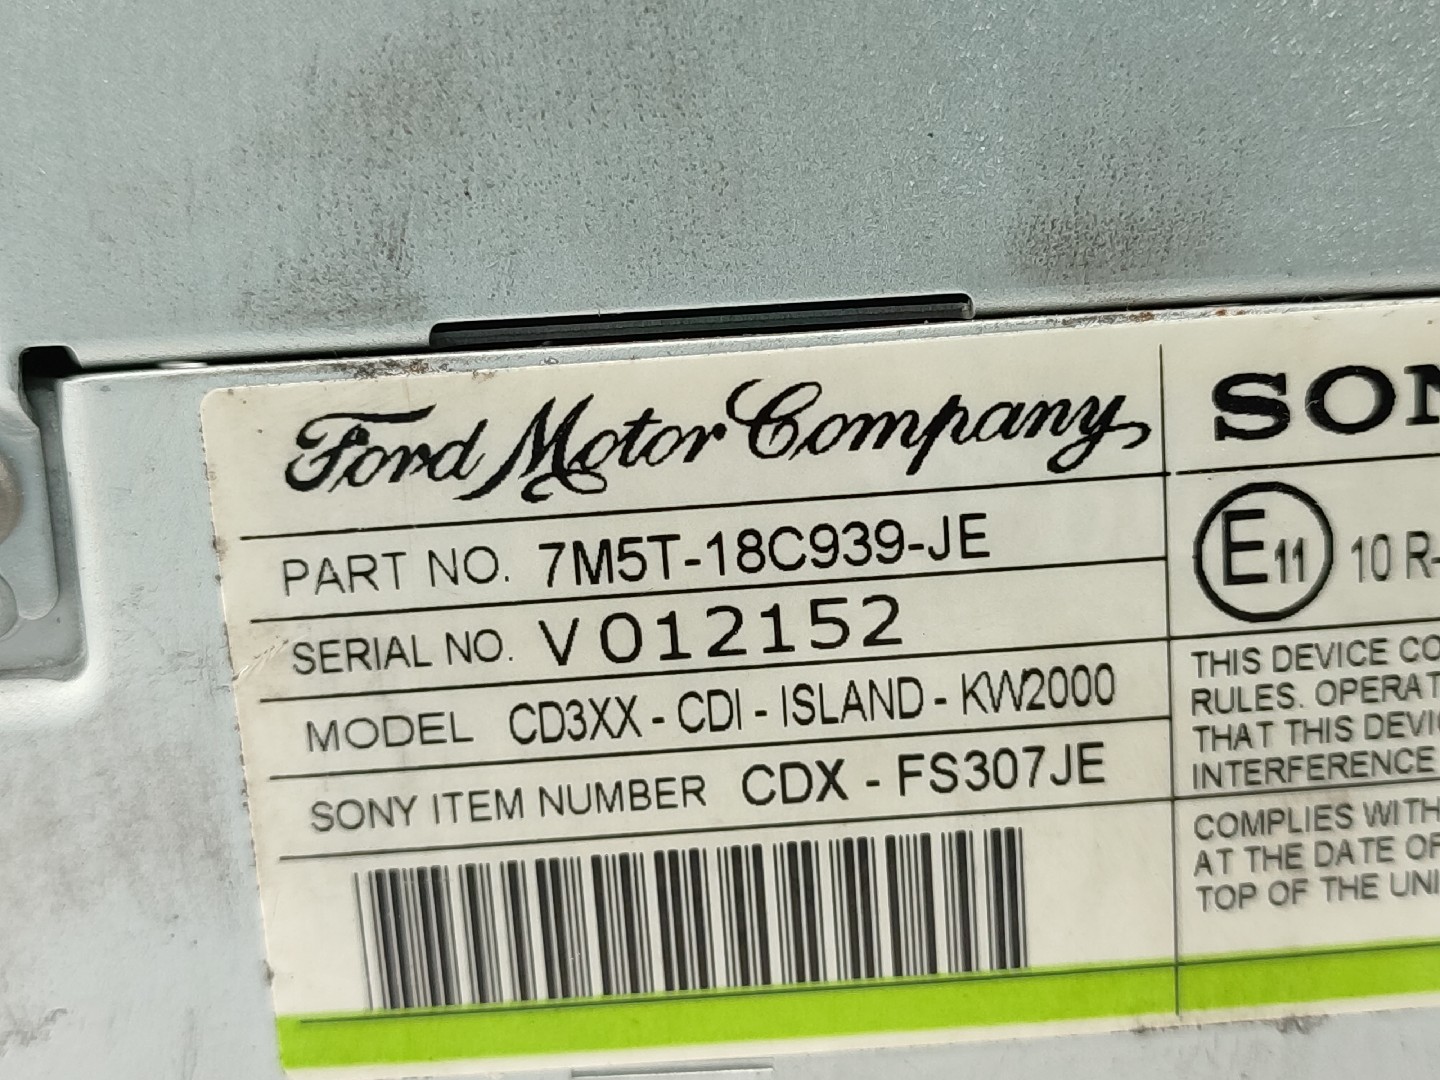 Ford Motor Company
PART NO. 7M5T-18C939-JE
SERIAL NO. V012152
MODEL CD3XX - CDI - ISLAND - KW2000
SONY ITEM NUMBER CDX - FS307JE
SON
E11 10 R-
THIS DEVICE CO
RULES. OPERAT
THAT THIS DEVIC
INTERFERENCE
COMPLIES WITH
AT THE DATE OF
TOP OF THE UNI